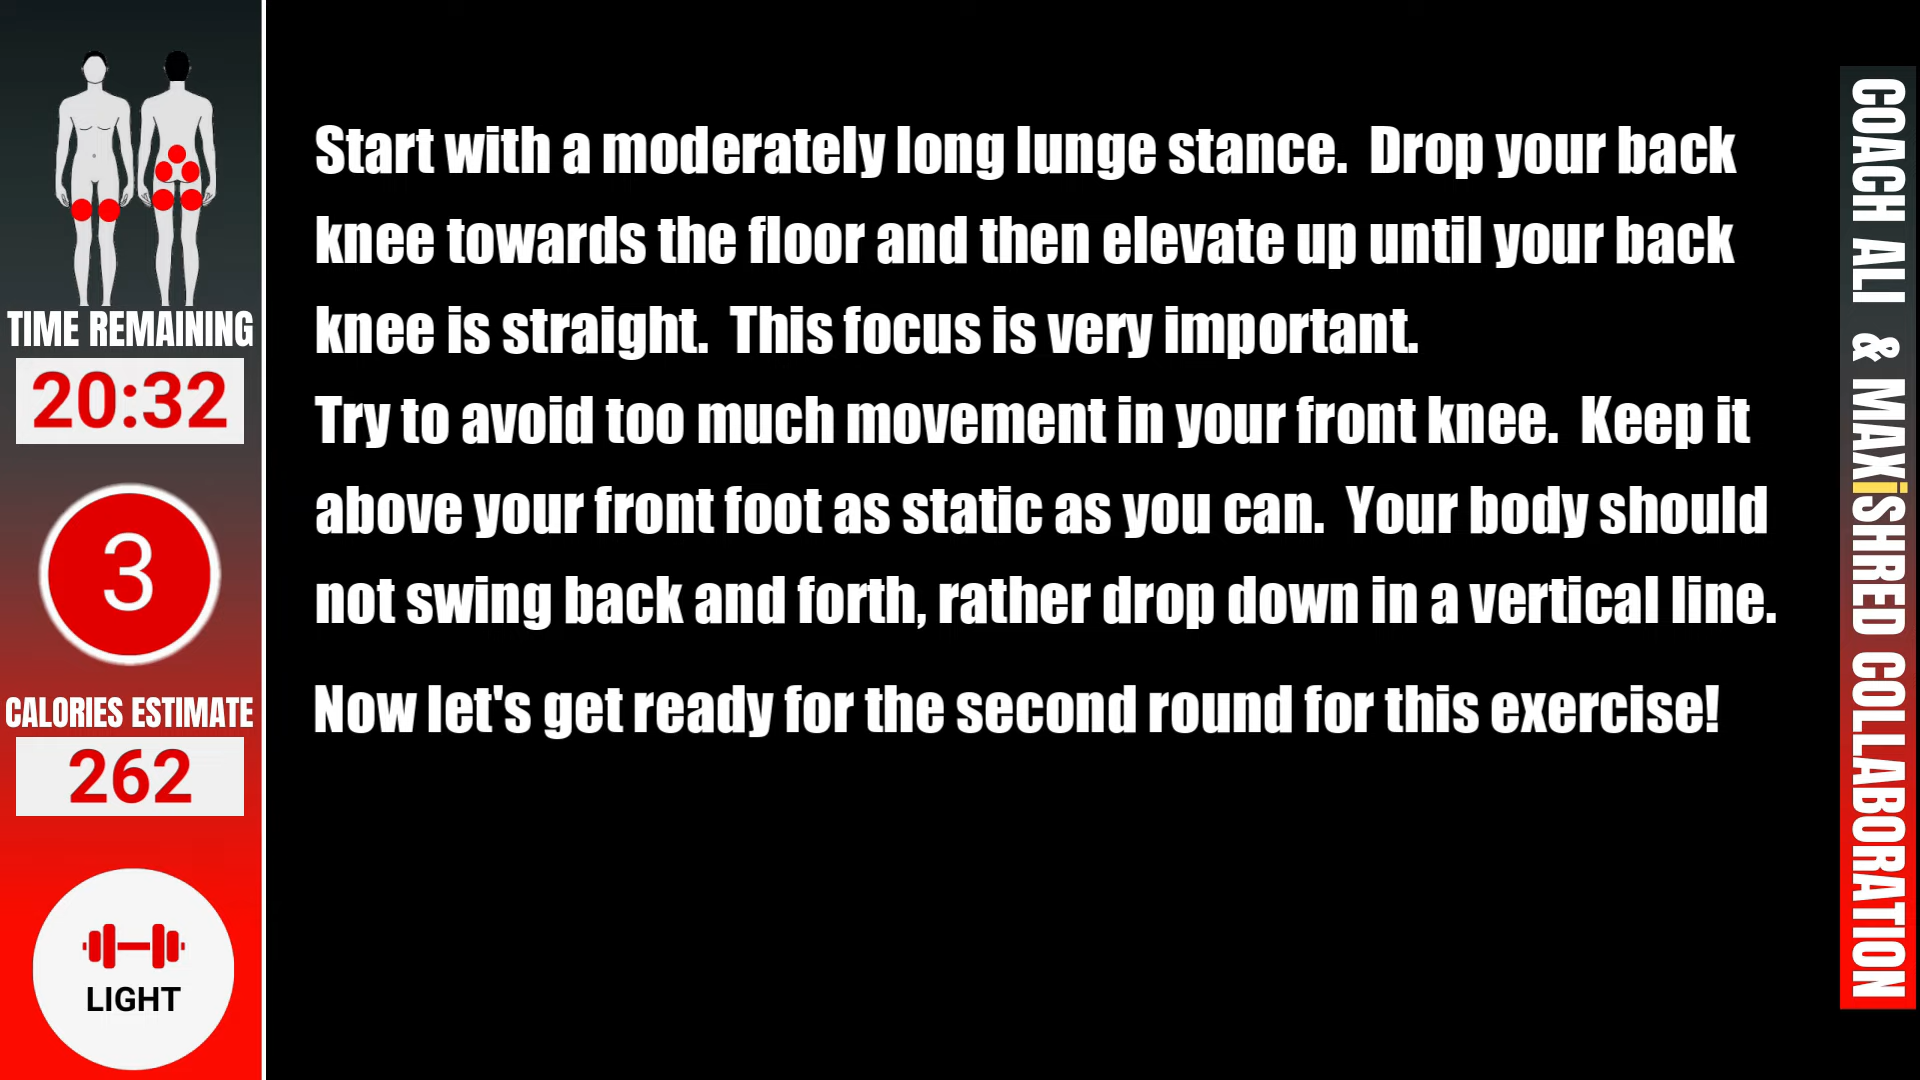 TIME REMAINING
20:32
3
CALORIES ESTIMATE
262
LIGHT
Start with a moderately long lunge stance.  Drop your back
knee towards the floor and then elevate up until your back
knee is straight.  This focus is very important.
Try to avoid too much movement in your front knee.  Keep it
above your front foot as static as you can.  Your body should
not swing back and forth, rather drop down in a vertical line.
Now let's get ready for the second round for this exercise!
COACH ALI & MAXiSHRED COLLABORATION